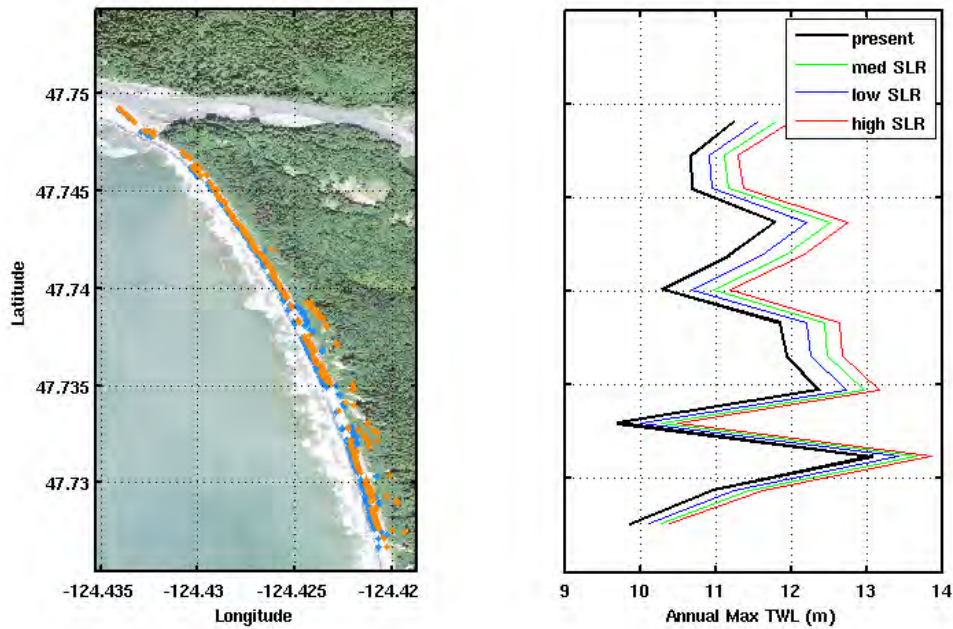 47.75
47.745
47.74
47.735
47.73
Latitude
-124.435
-124.43
-124.425
-124.42
Longitude
present
med SLR
low SLR
high SLR
9
10
11
12
13
14
Annual Max TWL (m)